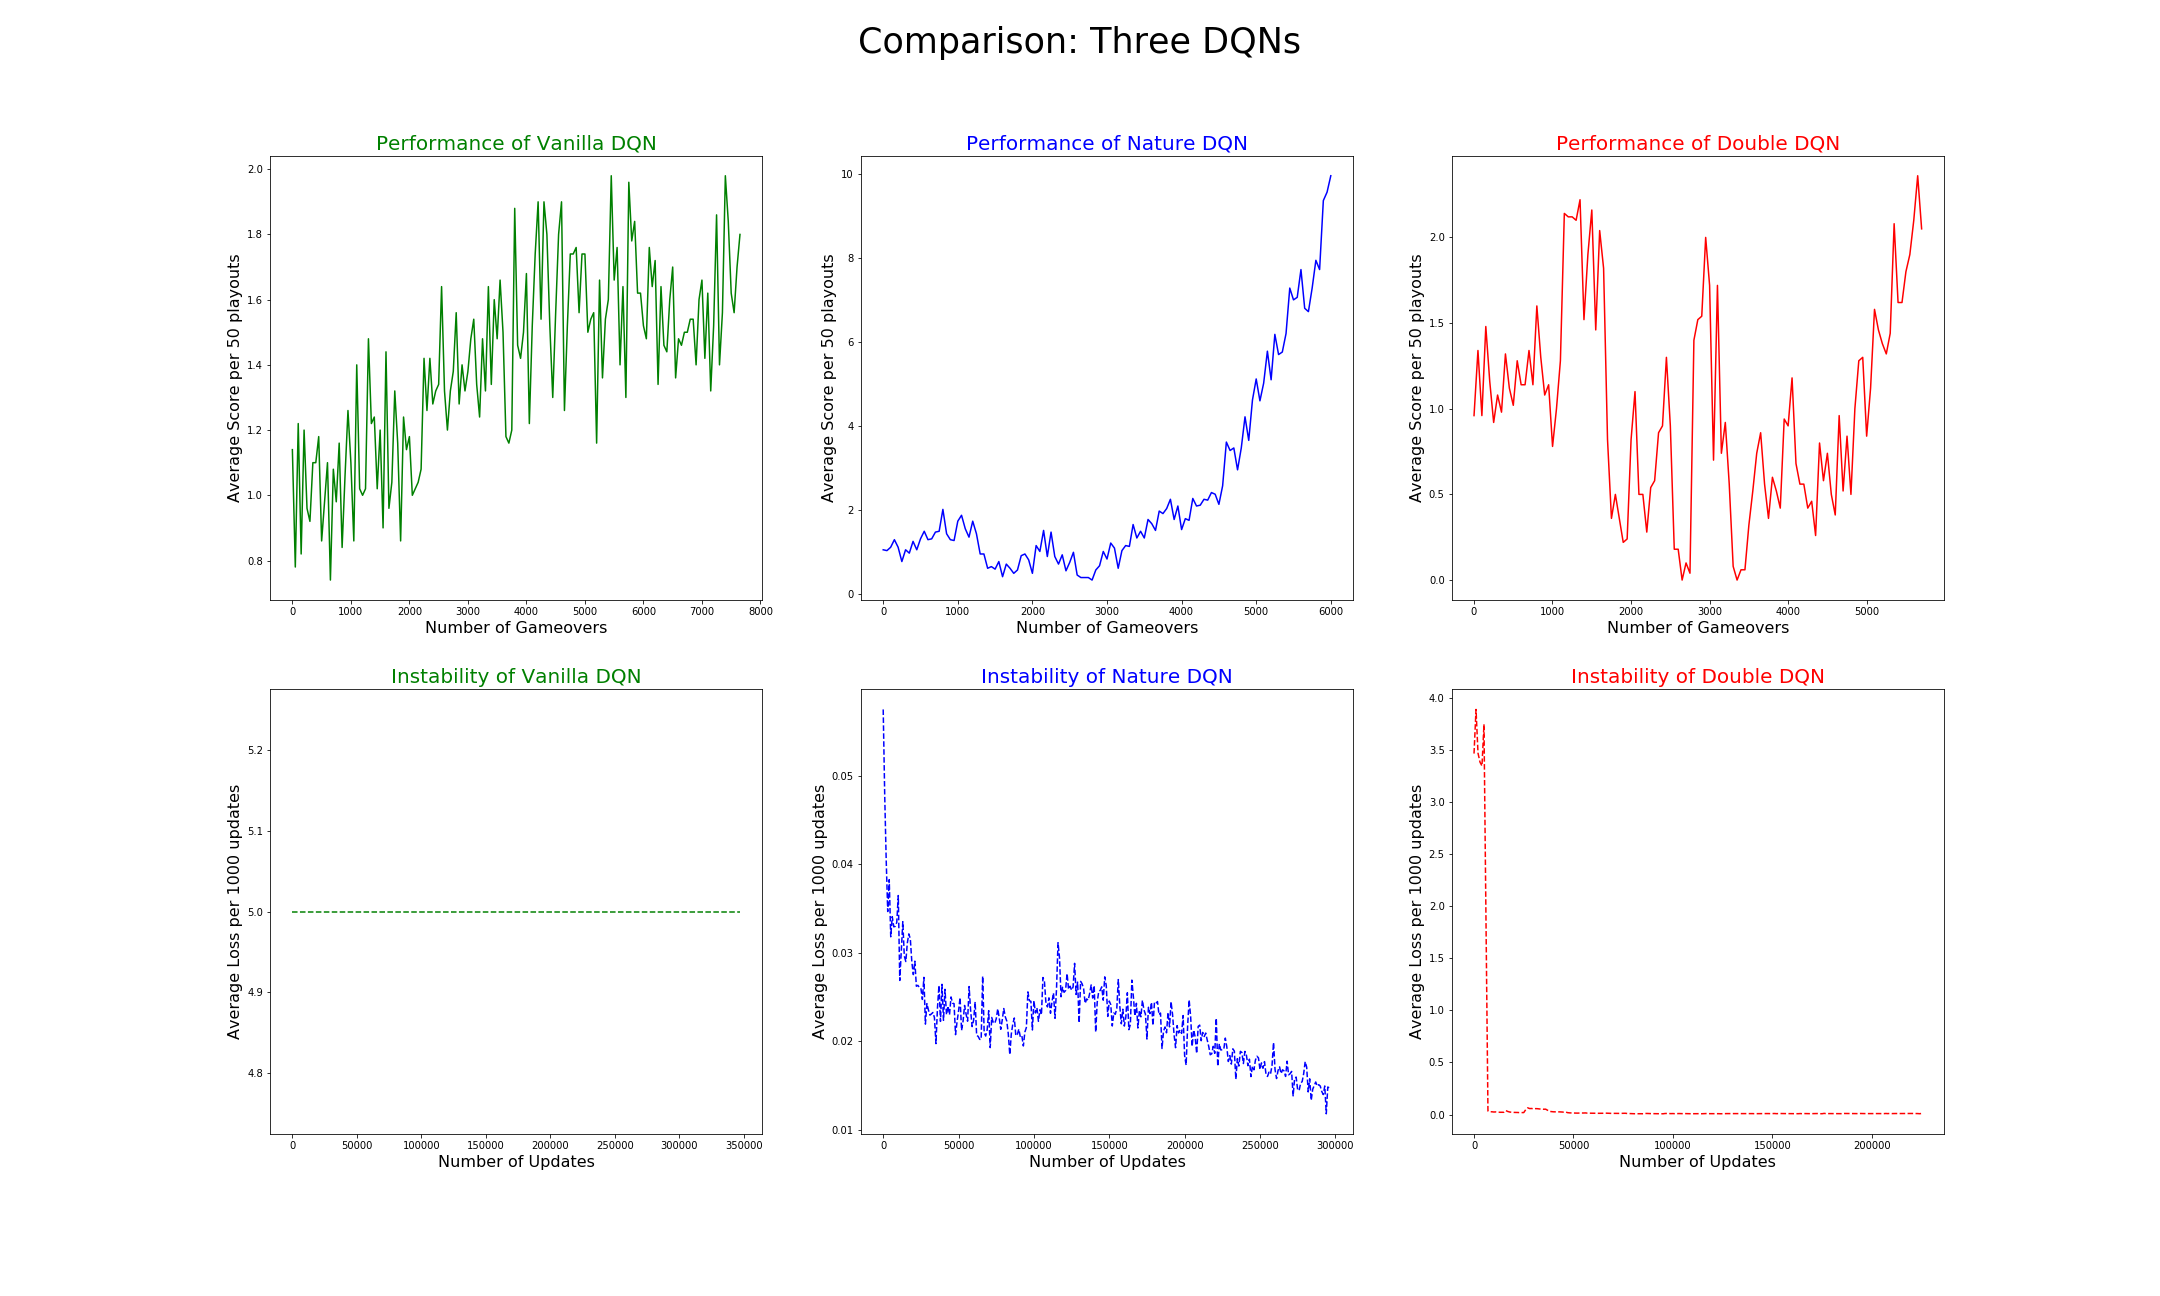 Comparison: Three DQNs
Performance of Vanilla DQN
2.0
1.8
1.6
1.4
1.2
1.0
0.8
Average Score per 50 playouts
0 1000 2000 3000 4000 5000 6000 7000 8000
Number of Gameovers
Performance of Nature DQN
10
8
6
4
2
0
Average Score per 50 playouts
0 1000 2000 3000 4000 5000 6000
Number of Gameovers
Performance of Double DQN
2.0
1.5
1.0
0.5
0.0
Average Score per 50 playouts
0 1000 2000 3000 4000 5000
Number of Gameovers
Instability of Vanilla DQN
5.2
5.1
5.0
4.9
4.8
Average Loss per 1000 updates
0 50000 100000 150000 200000 250000 300000 350000
Number of Updates
Instability of Nature DQN
0.05
0.04
0.03
0.02
0.01
Average Loss per 1000 updates
0 50000 100000 150000 200000 250000 300000
Number of Updates
Instability of Double DQN
4.0
3.5
3.0
2.5
2.0
1.5
1.0
0.5
0.0
Average Loss per 1000 updates
0 50000 100000 150000 200000
Number of Updates